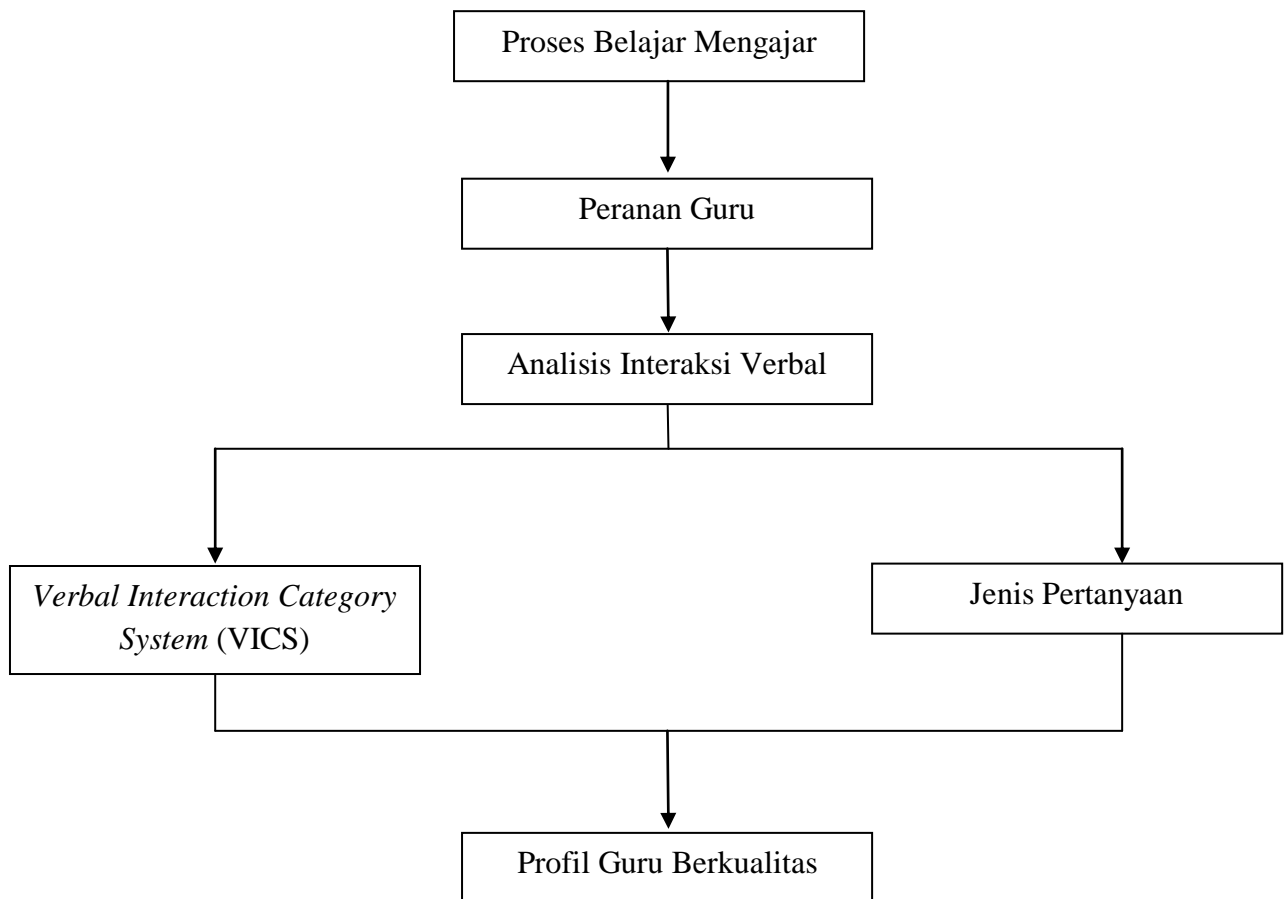 Proses Belajar Mengajar
Peranan Guru
Analisis Interaksi Verbal
Verbal Interaction Category
System (VICS)
Jenis Pertanyaan
Profil Guru Berkualitas